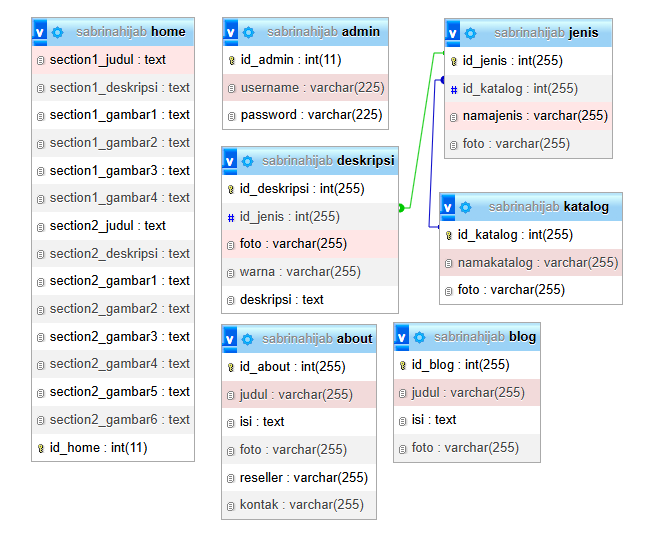 v sabrinahijab home
section1_judul : text
section1_deskripsi : text
section1_gambar1 : text
section1_gambar2 : text
section1_gambar3 : text
section1_gambar4 : text
section2_judul : text
section2_deskripsi : text
section2_gambar1 : text
section2_gambar2 : text
section2_gambar3 : text
section2_gambar4 : text
section2_gambar5 : text
section2_gambar6 : text
id_home : int(11)
v sabrinahijab admin
id_admin : int(11)
username : varchar(225)
password : varchar(225)
v sabrinahijab jenis
id_jenis : int(255)
# id_katalog : int(255)
namajenis : varchar(255)
foto : varchar(255)
v sabrinahijab deskripsi
id_deskripsi : int(255)
# id_jenis : int(255)
foto : varchar(255)
warna : varchar(255)
deskripsi : text
v sabrinahijab katalog
id_katalog : int(255)
namakatalog : varchar(255)
foto : varchar(255)
v sabrinahijab about
id_about : int(255)
judul : varchar(255)
isi : text
foto : varchar(255)
reseller : varchar(255)
kontak : varchar(255)
v sabrinahijab blog
id_blog : int(255)
judul : varchar(255)
isi : text
foto : varchar(255)